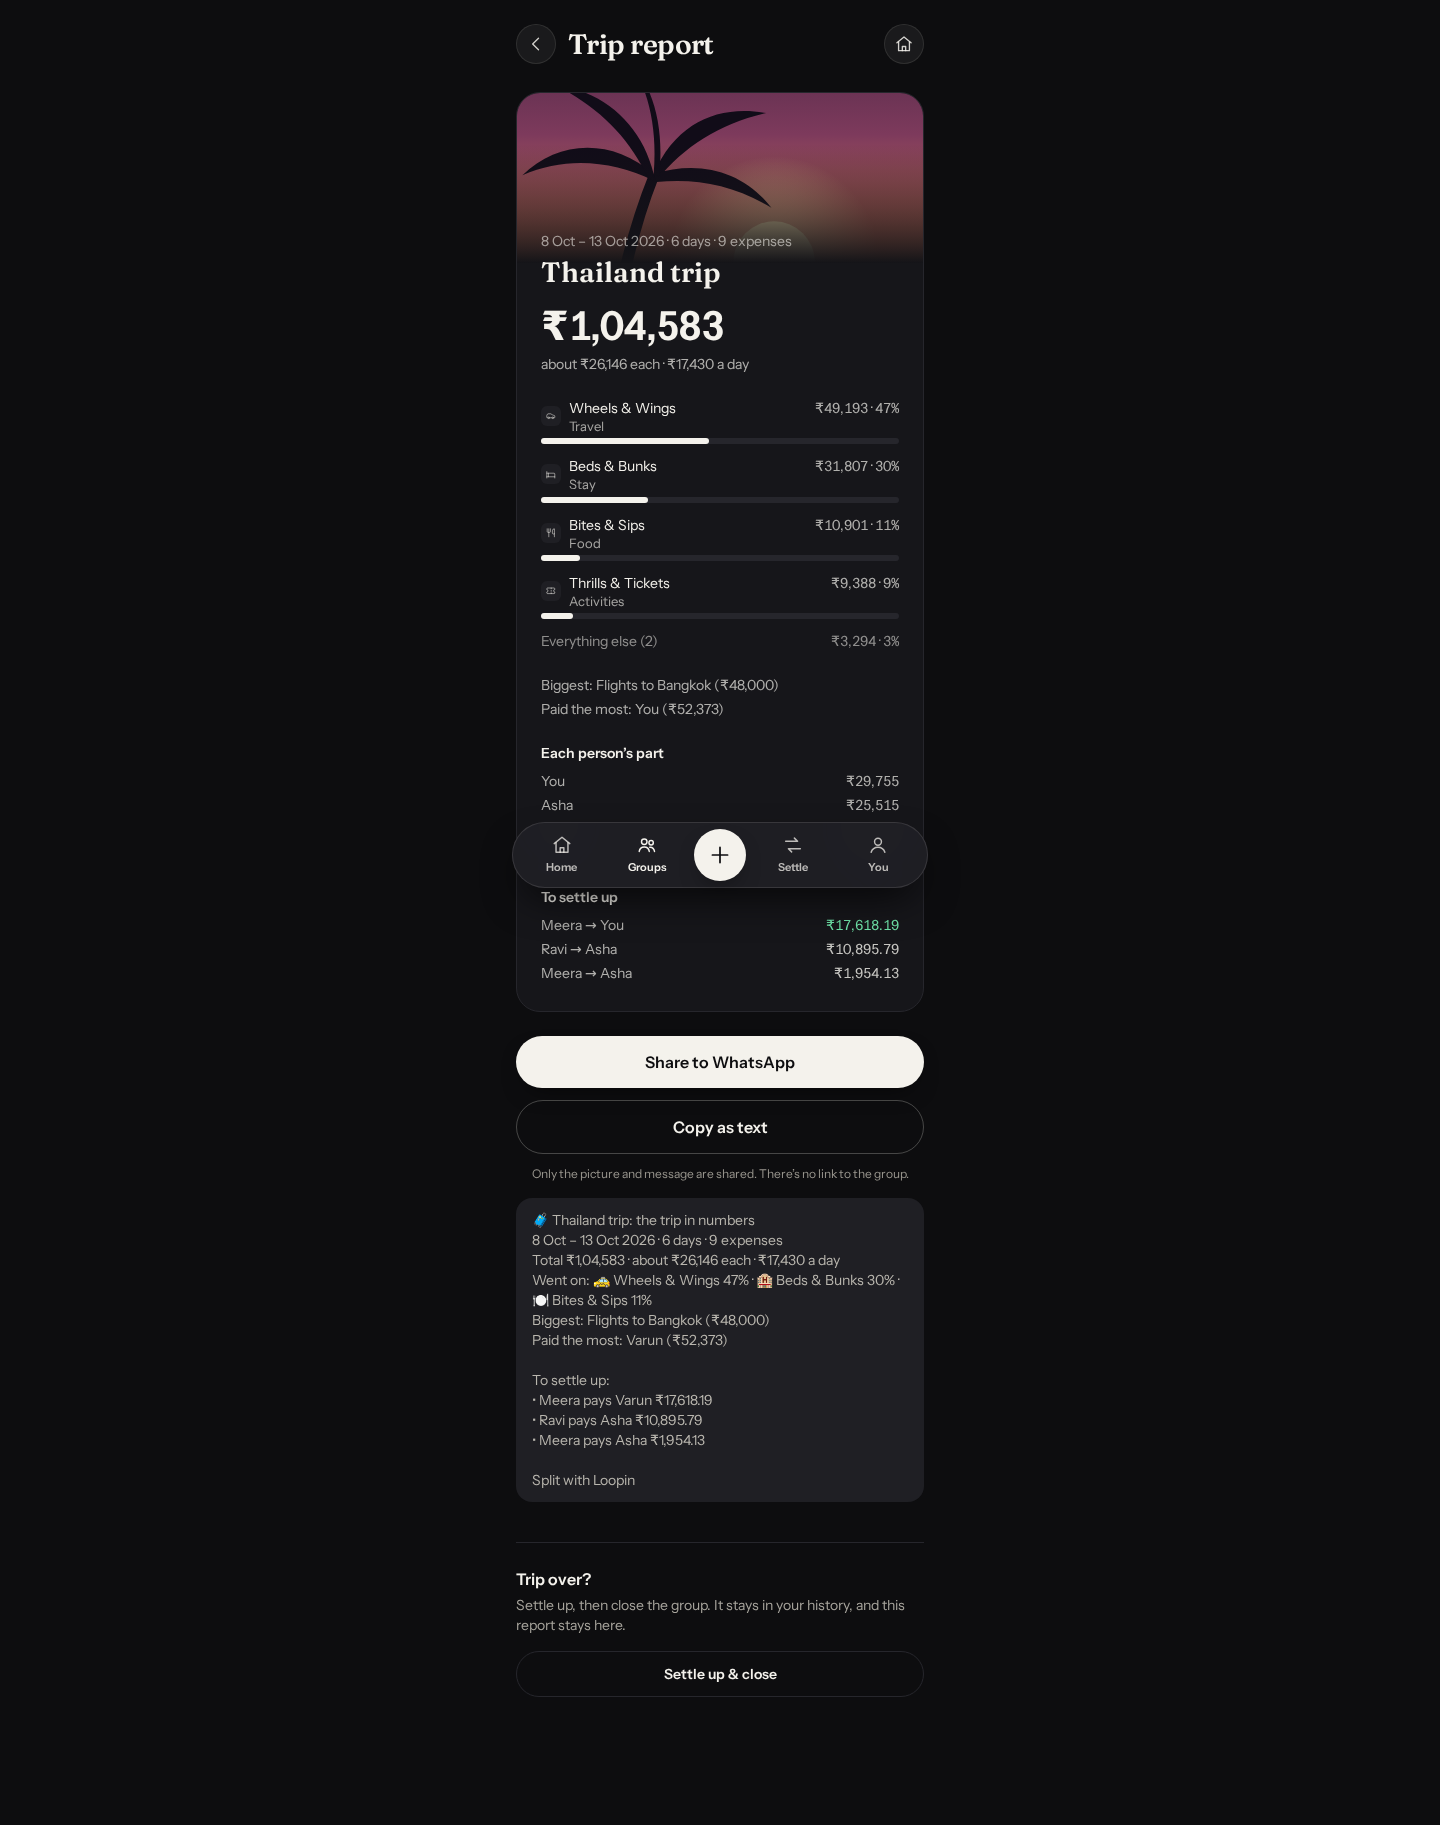 Trip report
8 Oct – 13 Oct 2026 · 6 days · 9 expenses
Thailand trip
₹1,04,583
about ₹26,146 each · ₹17,430 a day
Wheels & Wings ₹49,193 · 47%
Travel
Beds & Bunks ₹31,807 · 30%
Stay
Bites & Sips ₹10,901 · 11%
Food
Thrills & Tickets ₹9,388 · 9%
Activities
Everything else (2) ₹3,294 · 3%
Biggest: Flights to Bangkok (₹48,000)
Paid the most: You (₹52,373)
Each person’s part
You ₹29,755
Asha ₹25,515
Home Groups Settle You
To settle up
Meera → You ₹17,618.19
Ravi → Asha ₹10,895.79
Meera → Asha ₹1,954.13
Share to WhatsApp
Copy as text
Only the picture and message are shared. There’s no link to the group.
🧳 Thailand trip: the trip in numbers
8 Oct – 13 Oct 2026 · 6 days · 9 expenses
Total ₹1,04,583 · about ₹26,146 each · ₹17,430 a day
Went on: 🚕 Wheels & Wings 47% · 🏨 Beds & Bunks 30% ·
🍽️ Bites & Sips 11%
Biggest: Flights to Bangkok (₹48,000)
Paid the most: Varun (₹52,373)
To settle up:
• Meera pays Varun ₹17,618.19
• Ravi pays Asha ₹10,895.79
• Meera pays Asha ₹1,954.13
Split with Loopin
Trip over?
Settle up, then close the group. It stays in your history, and this
report stays here.
Settle up & close